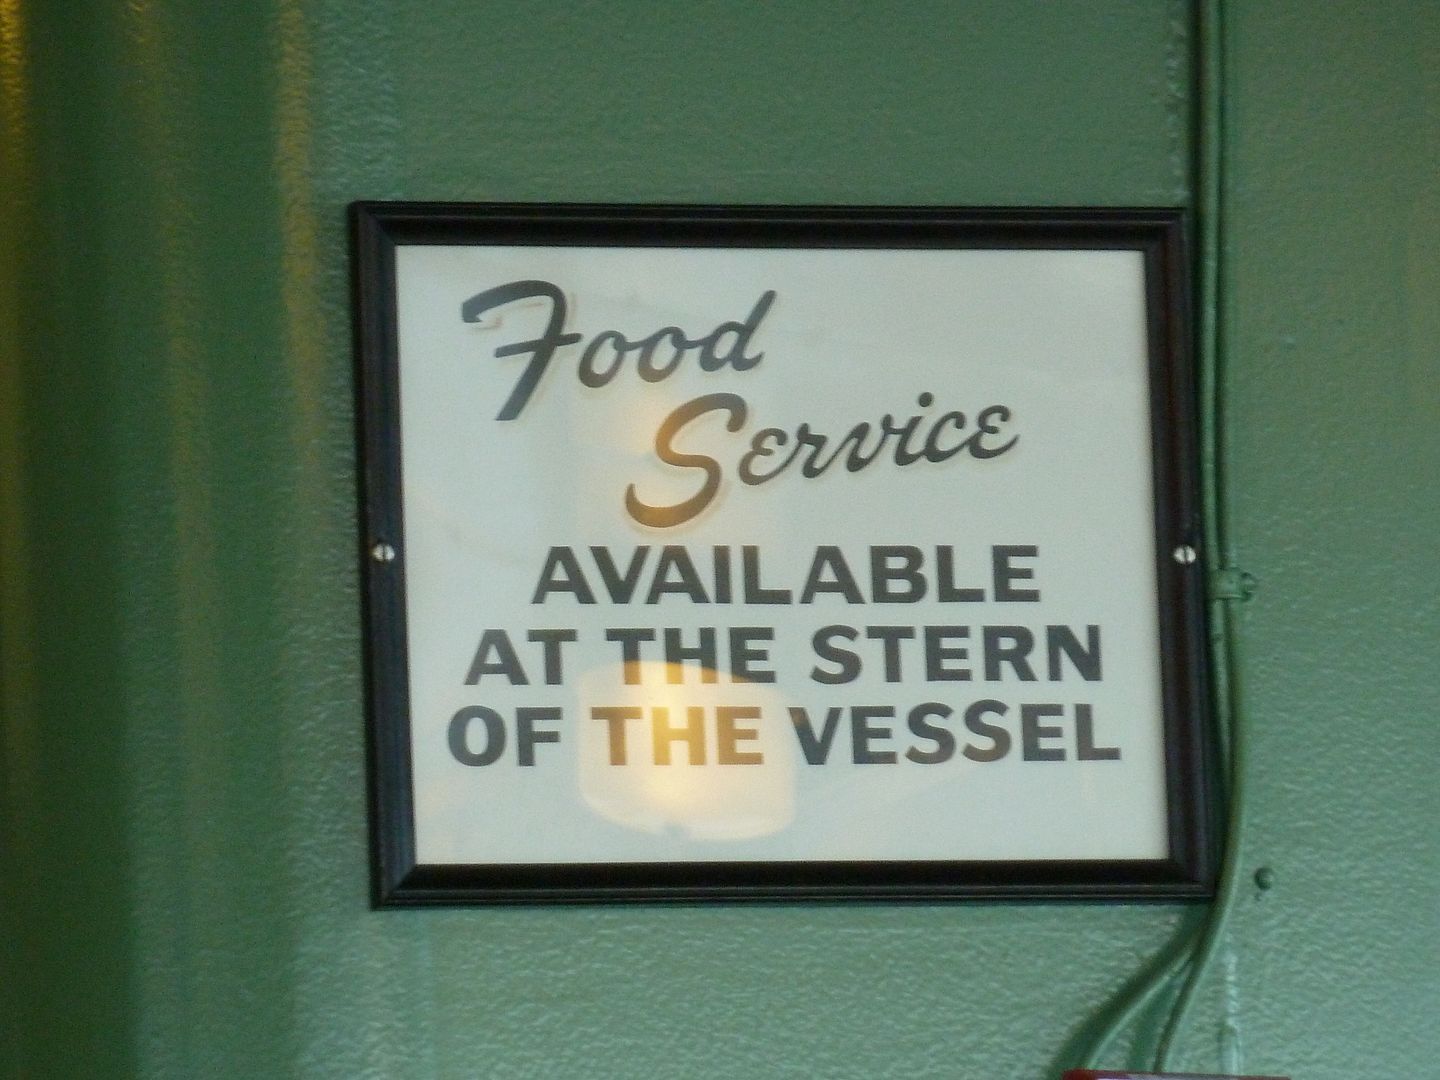 Food
Service
AVAILABLE
AT THE STERN
OF THE VESSEL